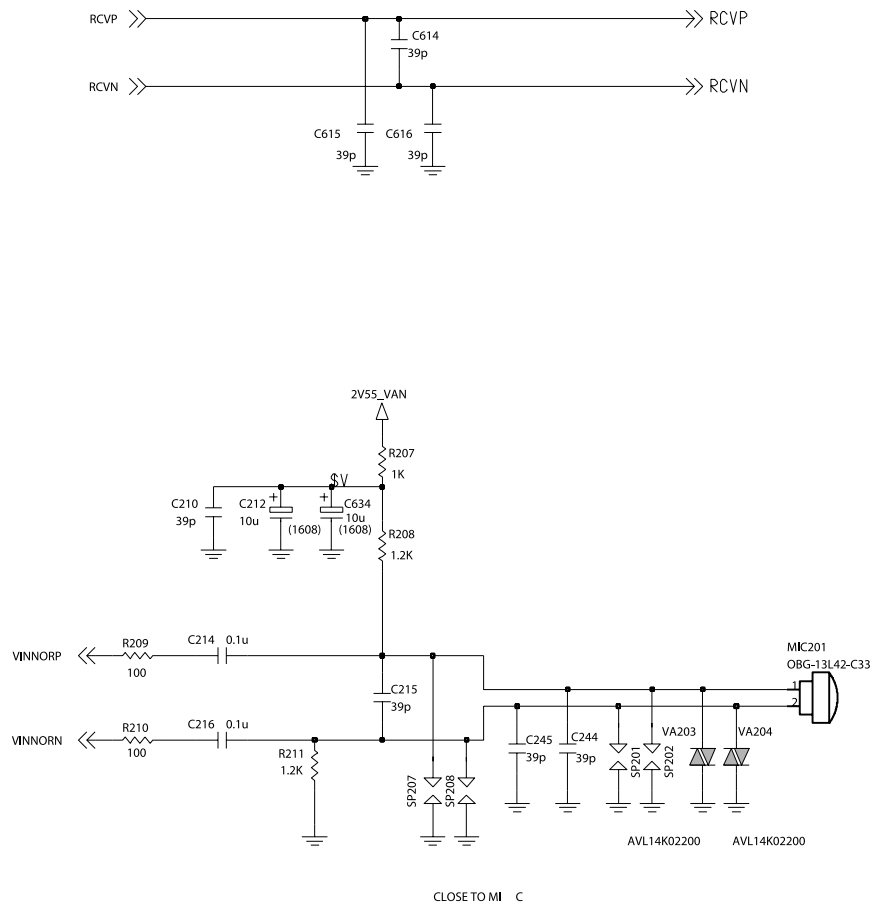 RCVP
RCVP
C614
39p
RCVN
RCVN
C615
C616
39p
39p
2V55_VAN
R207
1K
$V
C210
39p
+
C212
10u
(1608)
+
C634
10u
(1608)
R208
1.2K
VINNORP
R209
100
C214
0.1u
MIC201
OBG-13L42-C33
1
2
C215
39p
VINNORN
R210
100
C216
0.1u
R211
1.2K
SP207
SP208
C245
39p
C244
39p
SP201
SP202
VA203
VA204
AVL14K02200
AVL14K02200
CLOSE TO MI C